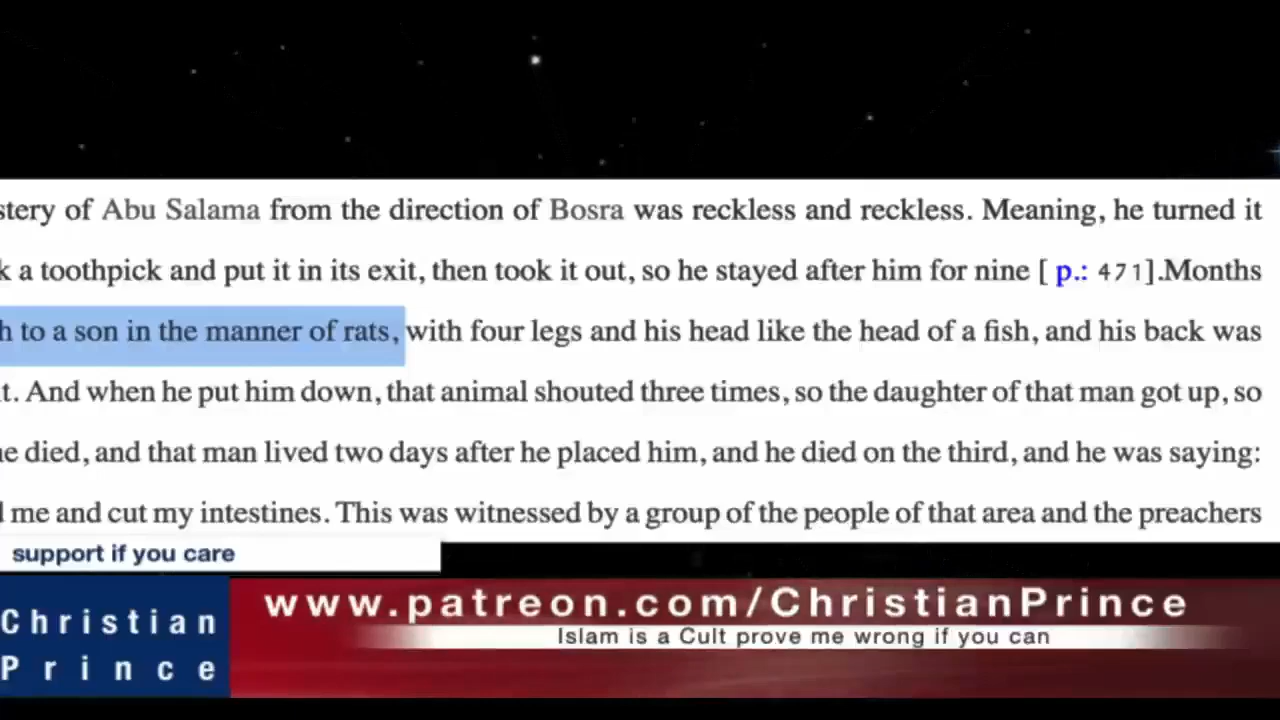 stery of Abu Salama from the direction of Bosra was reckless and reckless. Meaning, he turned it
k a toothpick and put it in its exit, then took it out, so he stayed after him for nine [ p.: 471].Months
h to a son in the manner of rats, with four legs and his head like the head of a fish, and his back was
t. And when he put him down, that animal shouted three times, so the daughter of that man got up, so
e died, and that man lived two days after he placed him, and he died on the third, and he was saying:
me and cut my intestines. This was witnessed by a group of the people of that area and the preachers
support if you care
Christian
Prince
www.patreon.com/ChristianPrince
Islam is a Cult prove me wrong if you can